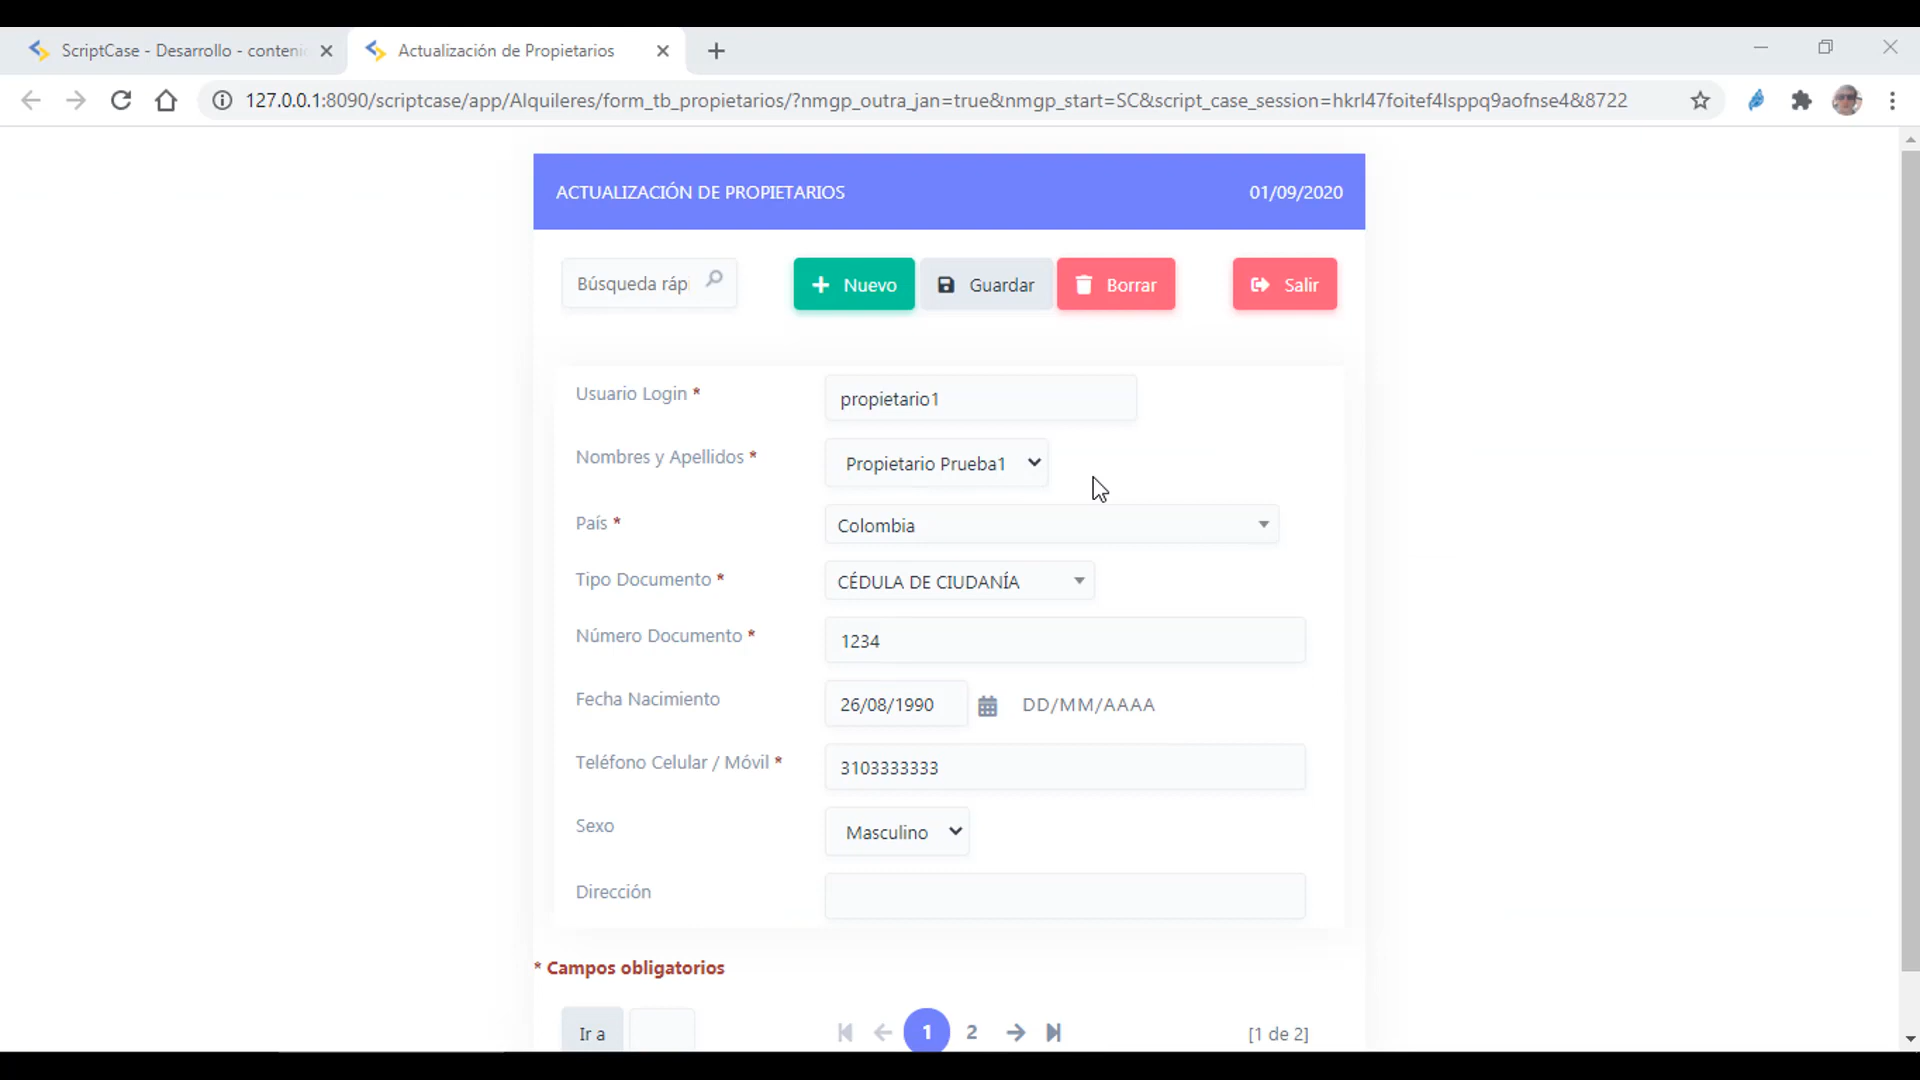 ScriptCase - Desarrollo - conteni
Actualización de Propietarios
127.0.0.1:8090/scriptcase/app/Alquileres/form_tb_propietarios/?nmgp_outra_jan=true&nmgp_start=SC&script_case_session=hkrl47foitef4lsppq9aofnse4&8722
ACTUALIZACIÓN DE PROPIETARIOS 01/09/2020
Búsqueda ráp Nuevo Guardar Borrar Salir
Usuario Login * propietario1
Nombres y Apellidos * Propietario Prueba1
País * Colombia
Tipo Documento * CÉDULA DE CIUDANÍA
Número Documento * 1234
Fecha Nacimiento 26/08/1990 DD/MM/AAAA
Teléfono Celular / Móvil * 3103333333
Sexo Masculino
Dirección
* Campos obligatorios
Ir a 1 2 [1 de 2]